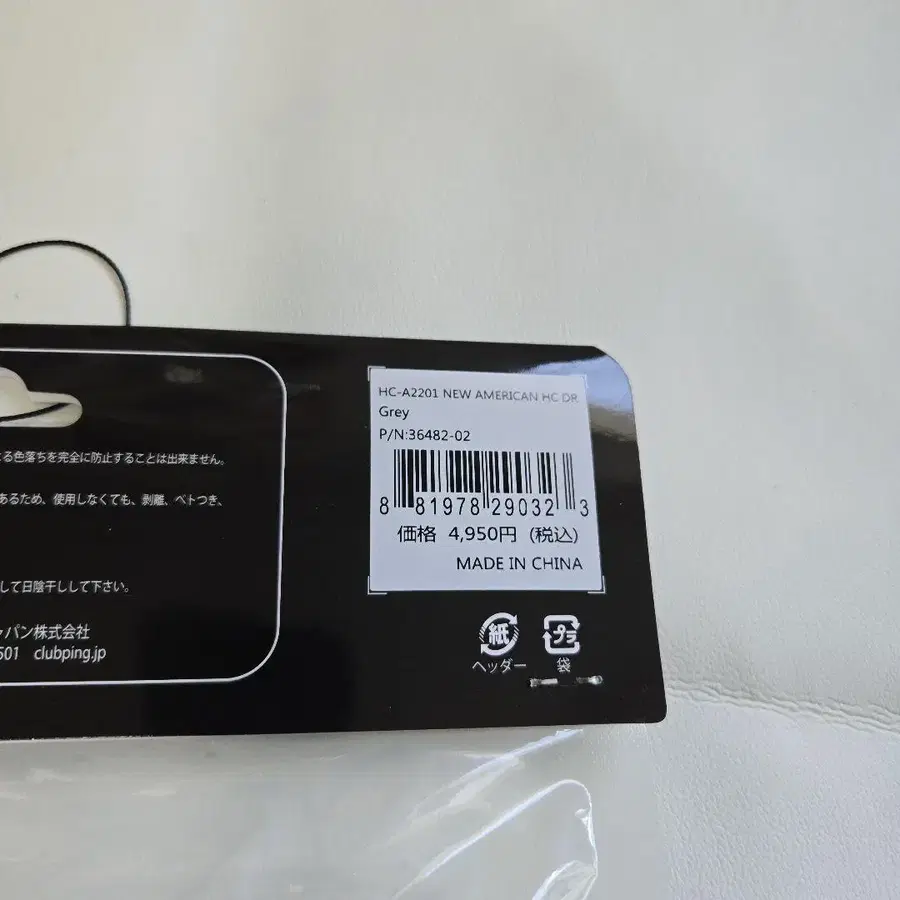 る色落ちを完全に防止することは出来ません。
あるため、使用しなくても、剥離、ベトつき、
して日陰干しして下さい。
パン株式会社
501 clubping.jp
HC-A2201 NEW AMERICAN HC DR
Grey
P/N:36482-02
8 81978 29032 3
価格 4,950円 (税込)
MADE IN CHINA
紙 プラ
ヘッダー 袋